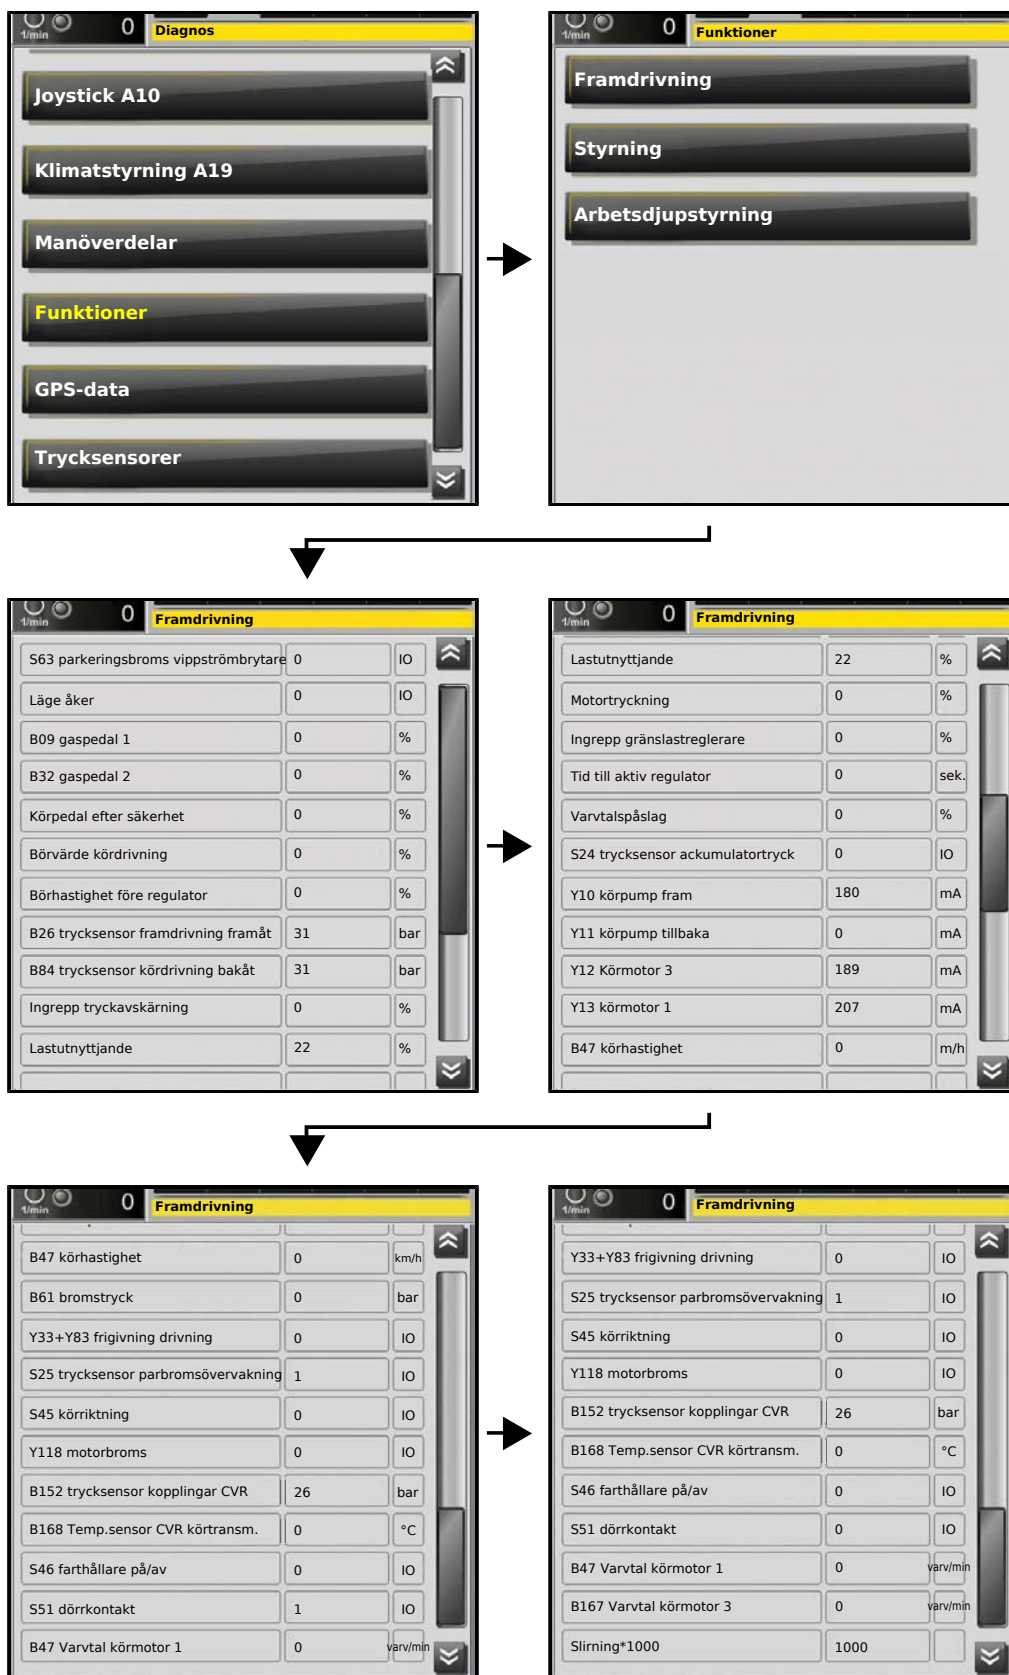 1/min 0 Diagnos
Joystick A10
Klimatstyrning A19
Manöverdelar
Funktioner
GPS-data
Trycksensorer
1/min 0 Funktioner
Framdrivning
Styrning
Arbetsdjupstyrning
1/min 0 Framdrivning
S63 parkeringsbroms vippströmbrytare 0 IO
Läge åker 0 IO
B09 gaspedal 1 0 %
B32 gaspedal 2 0 %
Körpedal efter säkerhet 0 %
Börvärde kördrivning 0 %
Börhastighet före regulator 0 %
B26 trycksensor framdrivning framåt 31 bar
B84 trycksensor kördrivning bakåt 31 bar
Ingrepp tryckavskärning 0 %
Lastutnyttjande 22 %
1/min 0 Framdrivning
Lastutnyttjande 22 %
Motortryckning 0 %
Ingrepp gränslastreglerare 0 %
Tid till aktiv regulator 0 sek.
Varvtalspåslag 0 %
S24 trycksensor ackumulatortryck 0 IO
Y10 körpump fram 180 mA
Y11 körpump tillbaka 0 mA
Y12 Körmotor 3 189 mA
Y13 körmotor 1 207 mA
B47 körhastighet 0 m/h
1/min 0 Framdrivning
B47 körhastighet 0 km/h
B61 bromstryck 0 bar
Y33+Y83 frigivning drivning 0 IO
S25 trycksensor parbromsövervakning 1 IO
S45 körriktning 0 IO
Y118 motorbroms 0 IO
B152 trycksensor kopplingar CVR 26 bar
B168 Temp.sensor CVR körtransm. 0 °C
S46 farthållare på/av 0 IO
S51 dörrkontakt 1 IO
B47 Varvtal körmotor 1 0 varv/min
1/min 0 Framdrivning
Y33+Y83 frigivning drivning 0 IO
S25 trycksensor parbromsövervakning 1 IO
S45 körriktning 0 IO
Y118 motorbroms 0 IO
B152 trycksensor kopplingar CVR 26 bar
B168 Temp.sensor CVR körtransm. 0 °C
S46 farthållare på/av 0 IO
S51 dörrkontakt 0 IO
B47 Varvtal körmotor 1 0 varv/min
B167 Varvtal körmotor 3 0 varv/min
Slirning*1000 1000